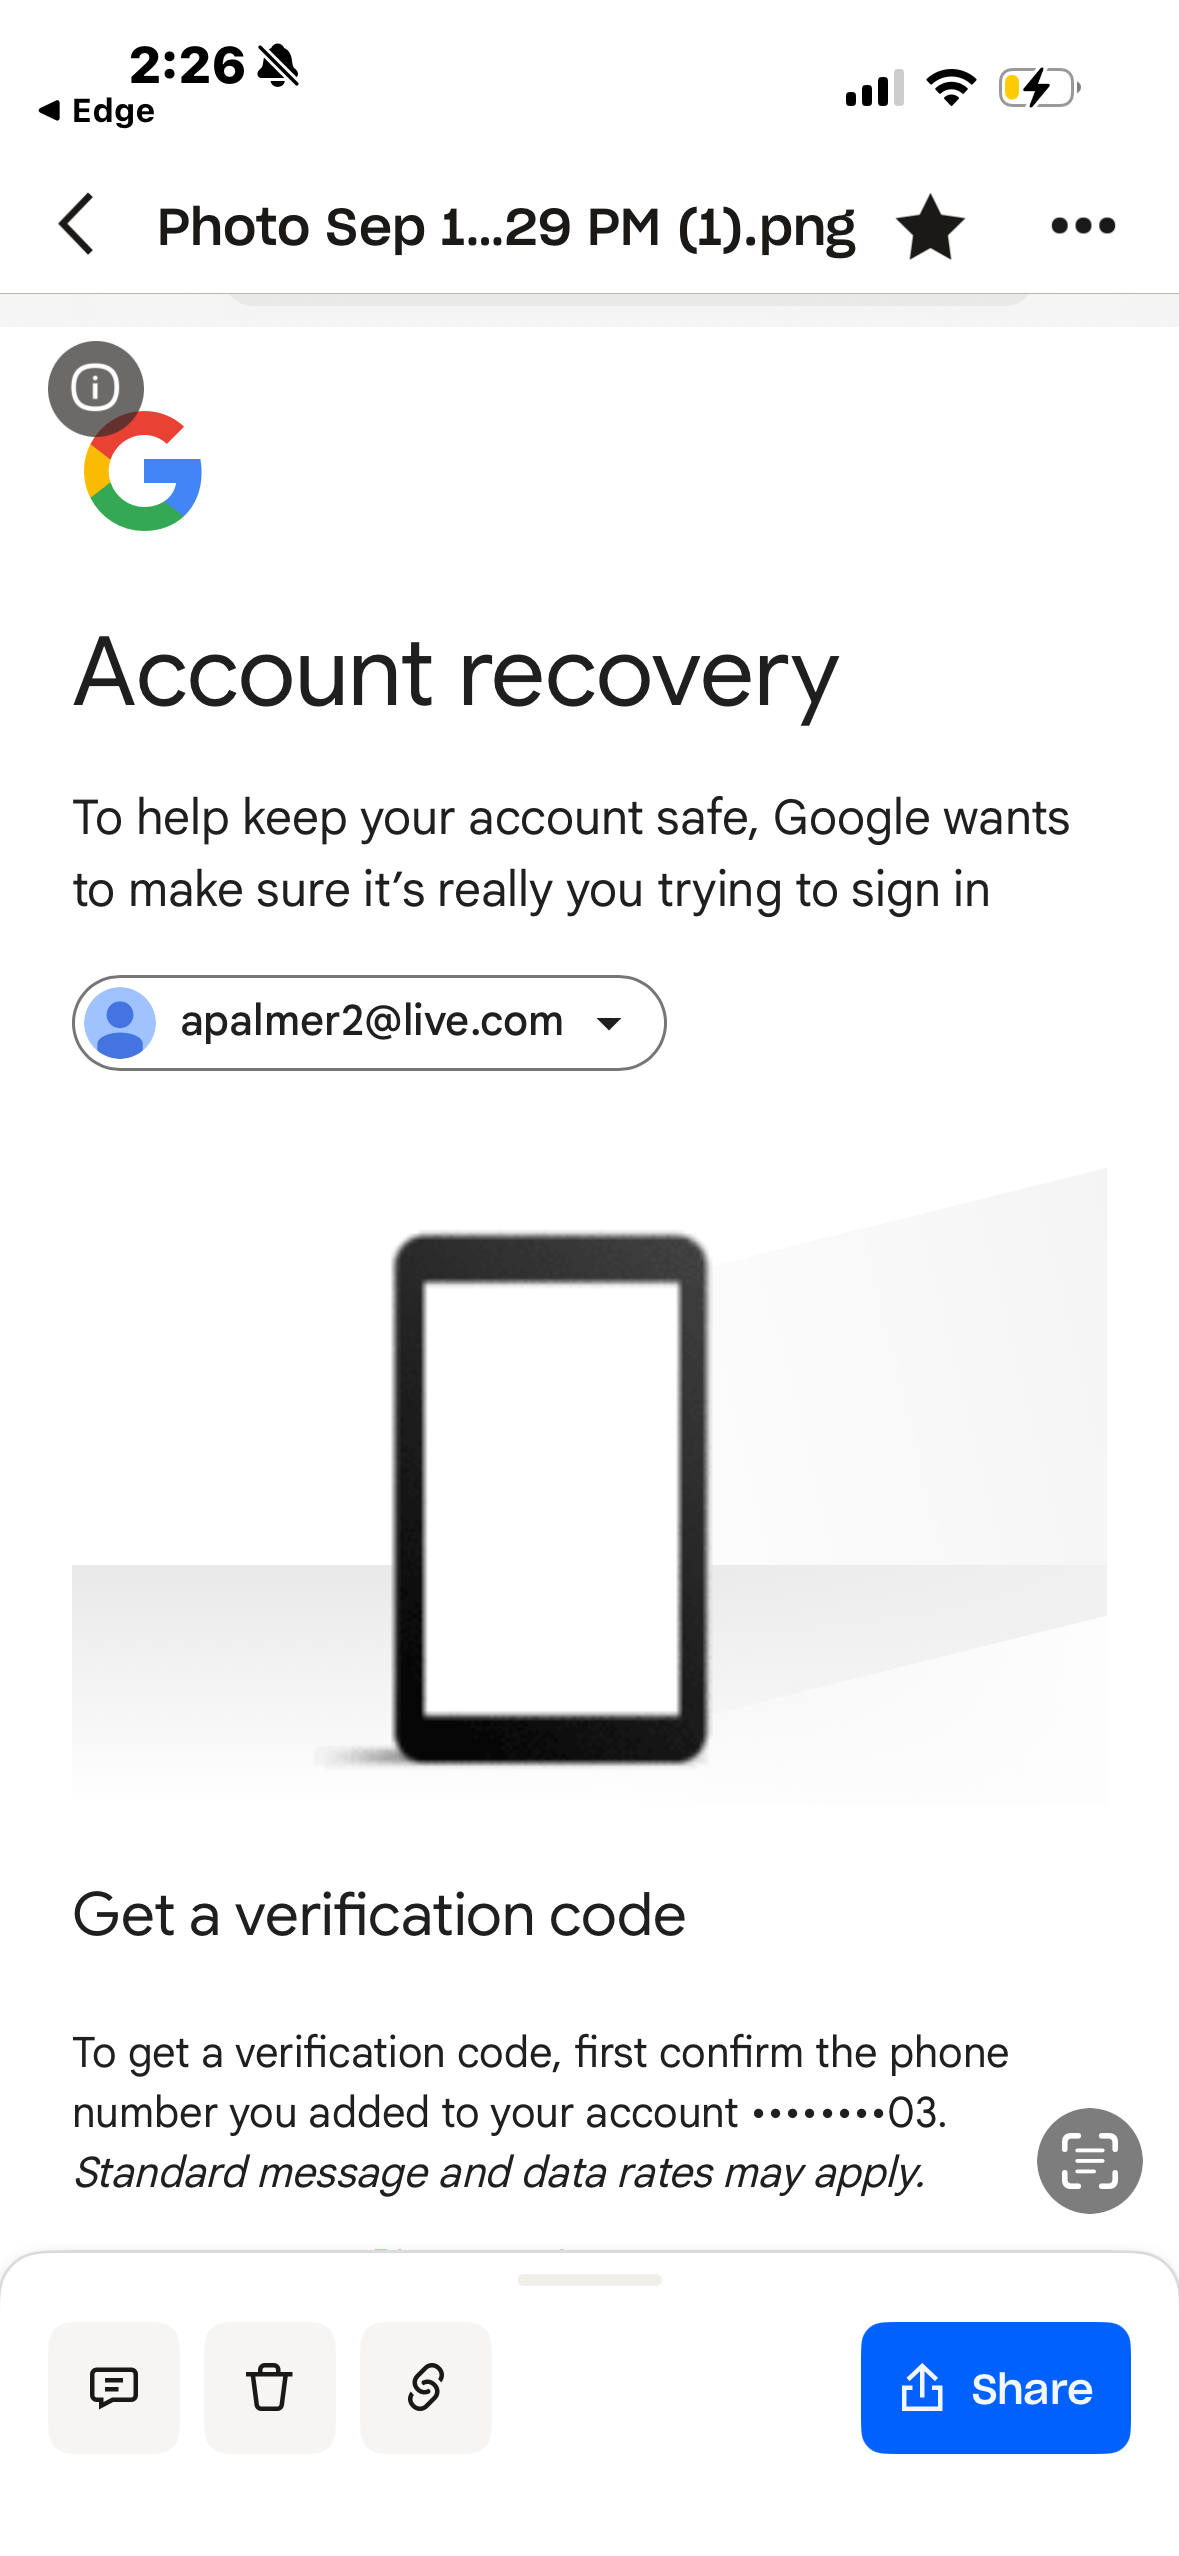 2:26
Edge
Photo Sep 1...29 PM (1).png
Account recovery
To help keep your account safe, Google wants
to make sure it’s really you trying to sign in
apalmer2@live.com
Get a verification code
To get a verification code, first confirm the phone
number you added to your account ••••••••03.
Standard message and data rates may apply.
Share